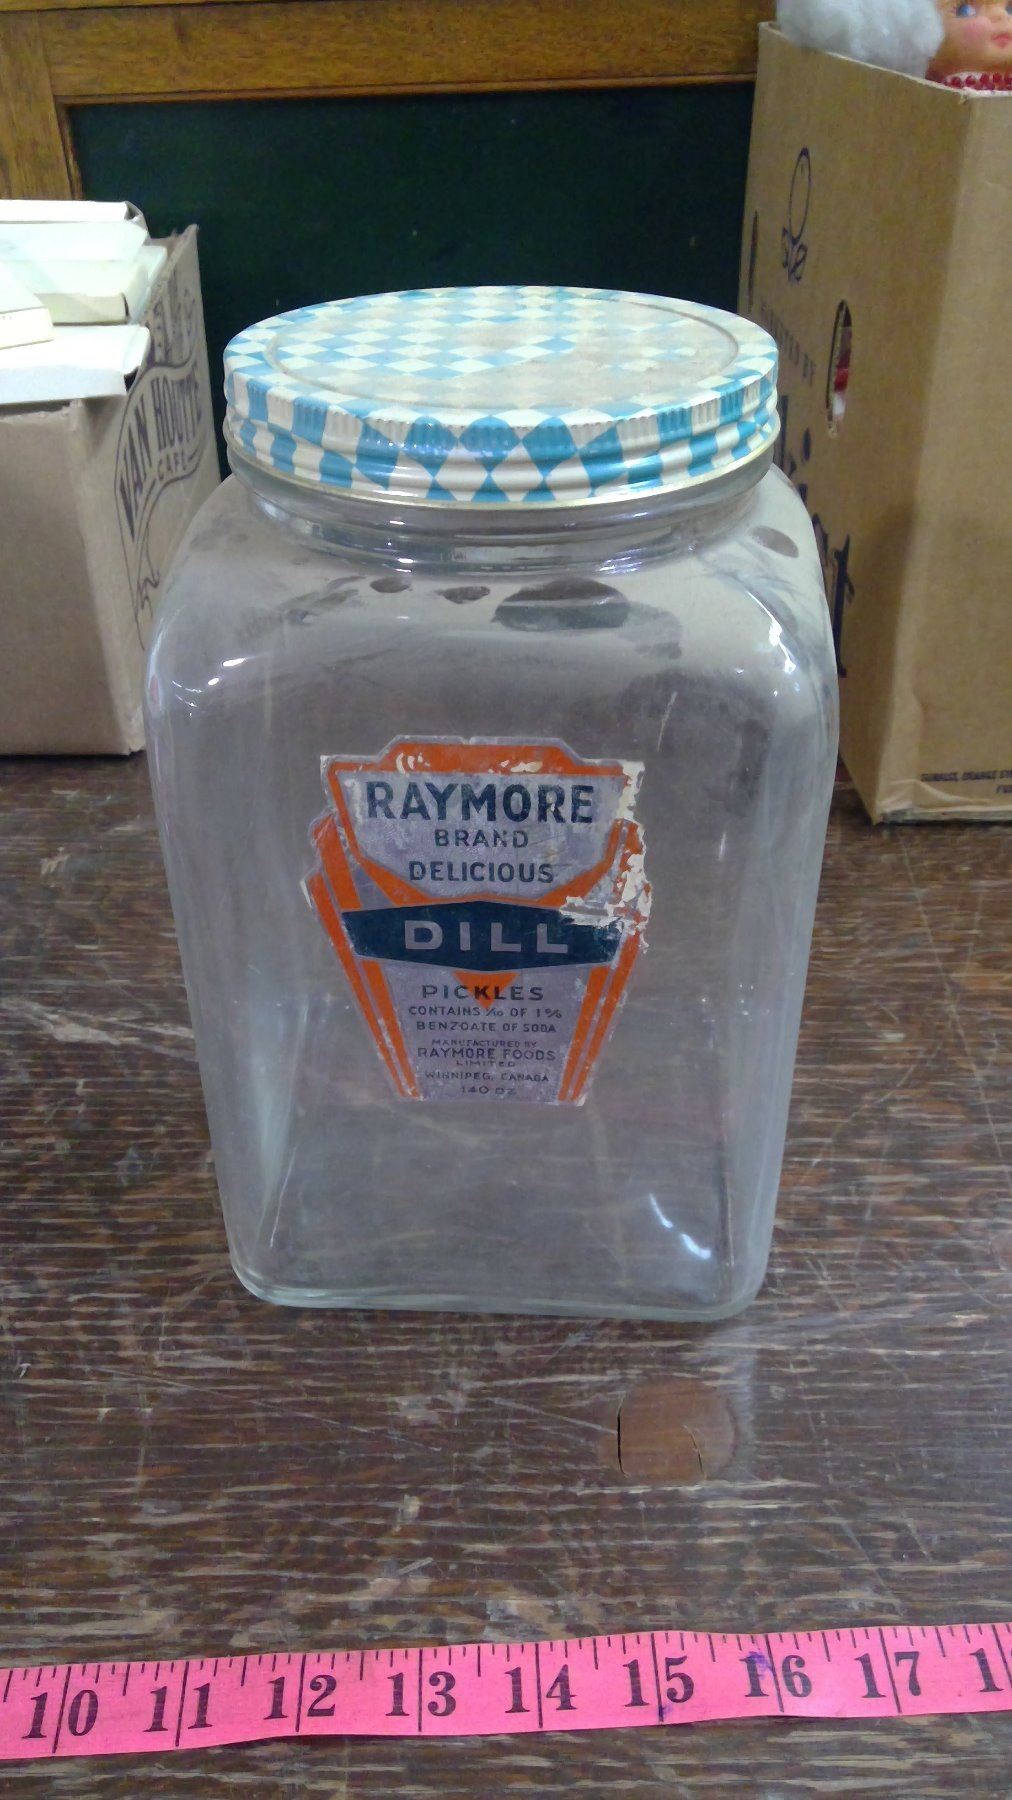 VAN HOUTTE
CAFE
RAYMORE
BRAND
DELICIOUS
DILL
PICKLES
CONTAINS 1/10 OF 1%
BENZOATE OF SODA
MANUFACTURED BY
RAYMORE FOODS
LIMITED
WINNIPEG, CANADA
140 OZ
10 11 12 13 14 15 16 17